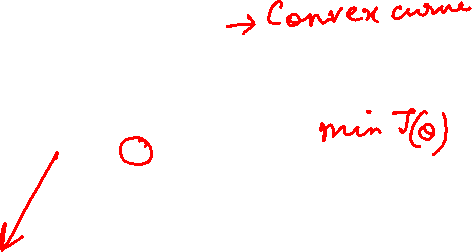 → Convex curve
min J(θ)